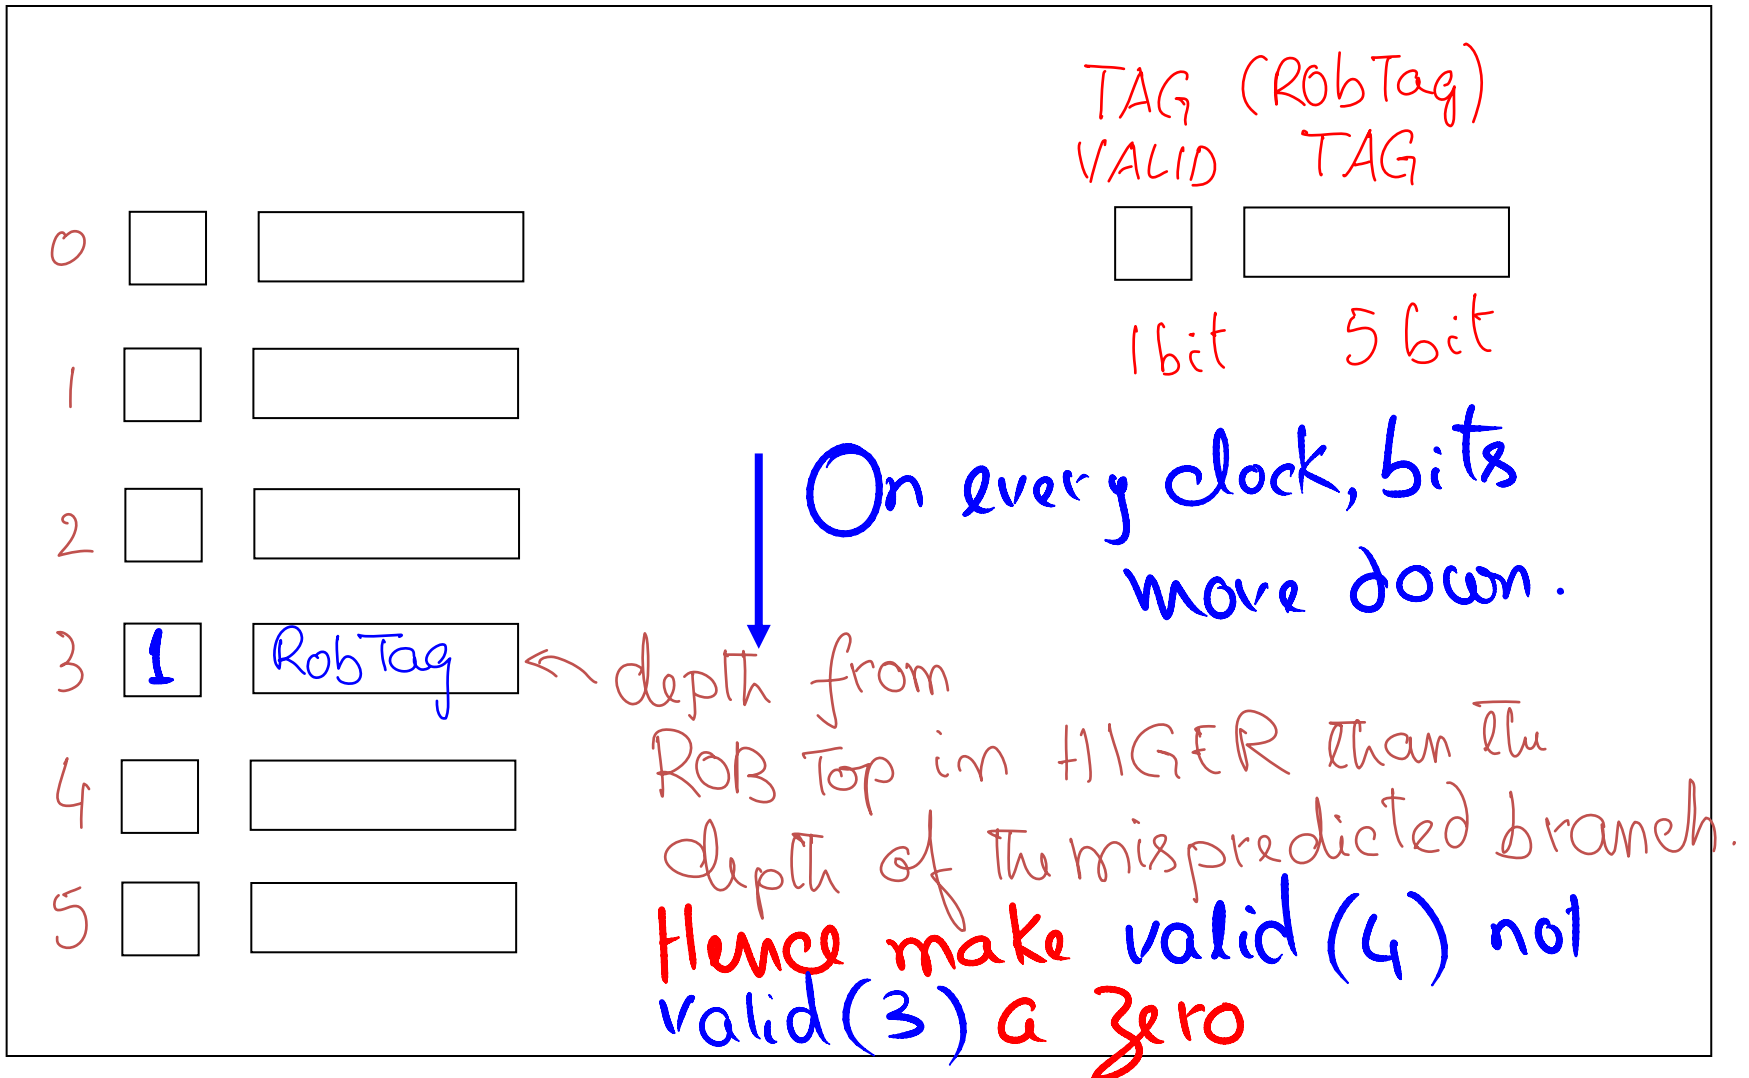 TAG (RobTag)
VALID TAG
0
1bit 5 bit
1
On every clock, bits
2
move down.
3 1 RobTag depth from
ROB Top in HIGER than the
4
depth of the mispredicted branch.
5
Hence make valid (4) not
valid (3) a zero